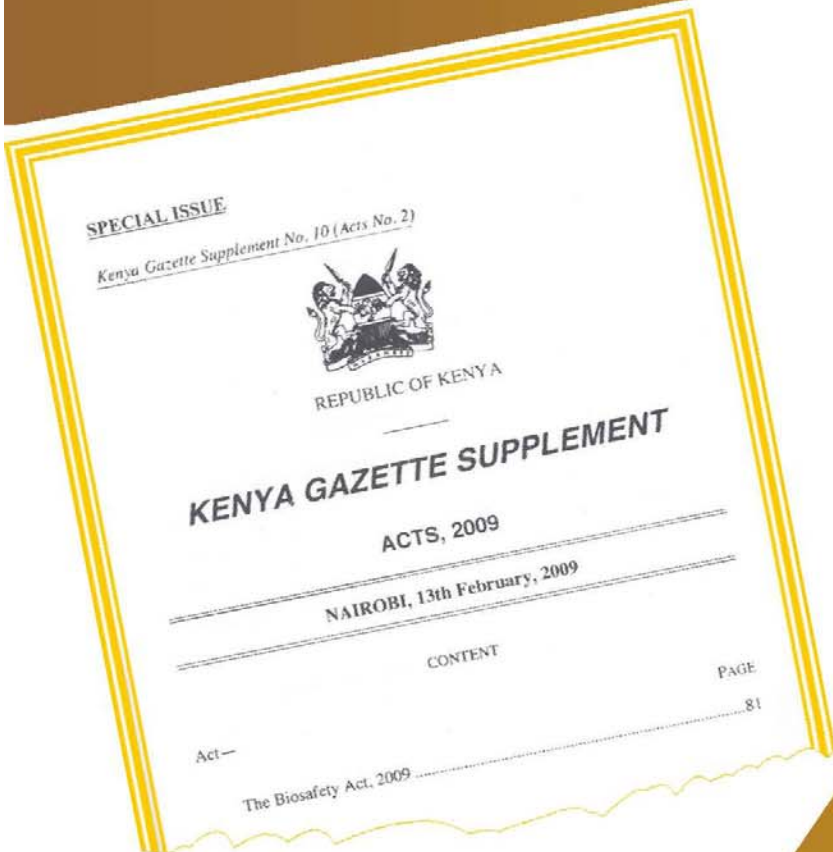 SPECIAL ISSUE
Kenya Gazette Supplement No. 10 (Acts No. 2)
REPUBLIC OF KENYA
KENYA GAZETTE SUPPLEMENT
ACTS, 2009
NAIROBI, 13th February, 2009
CONTENT
PAGE
Act—
The Biosafety Act, 2009 ..........................................................81